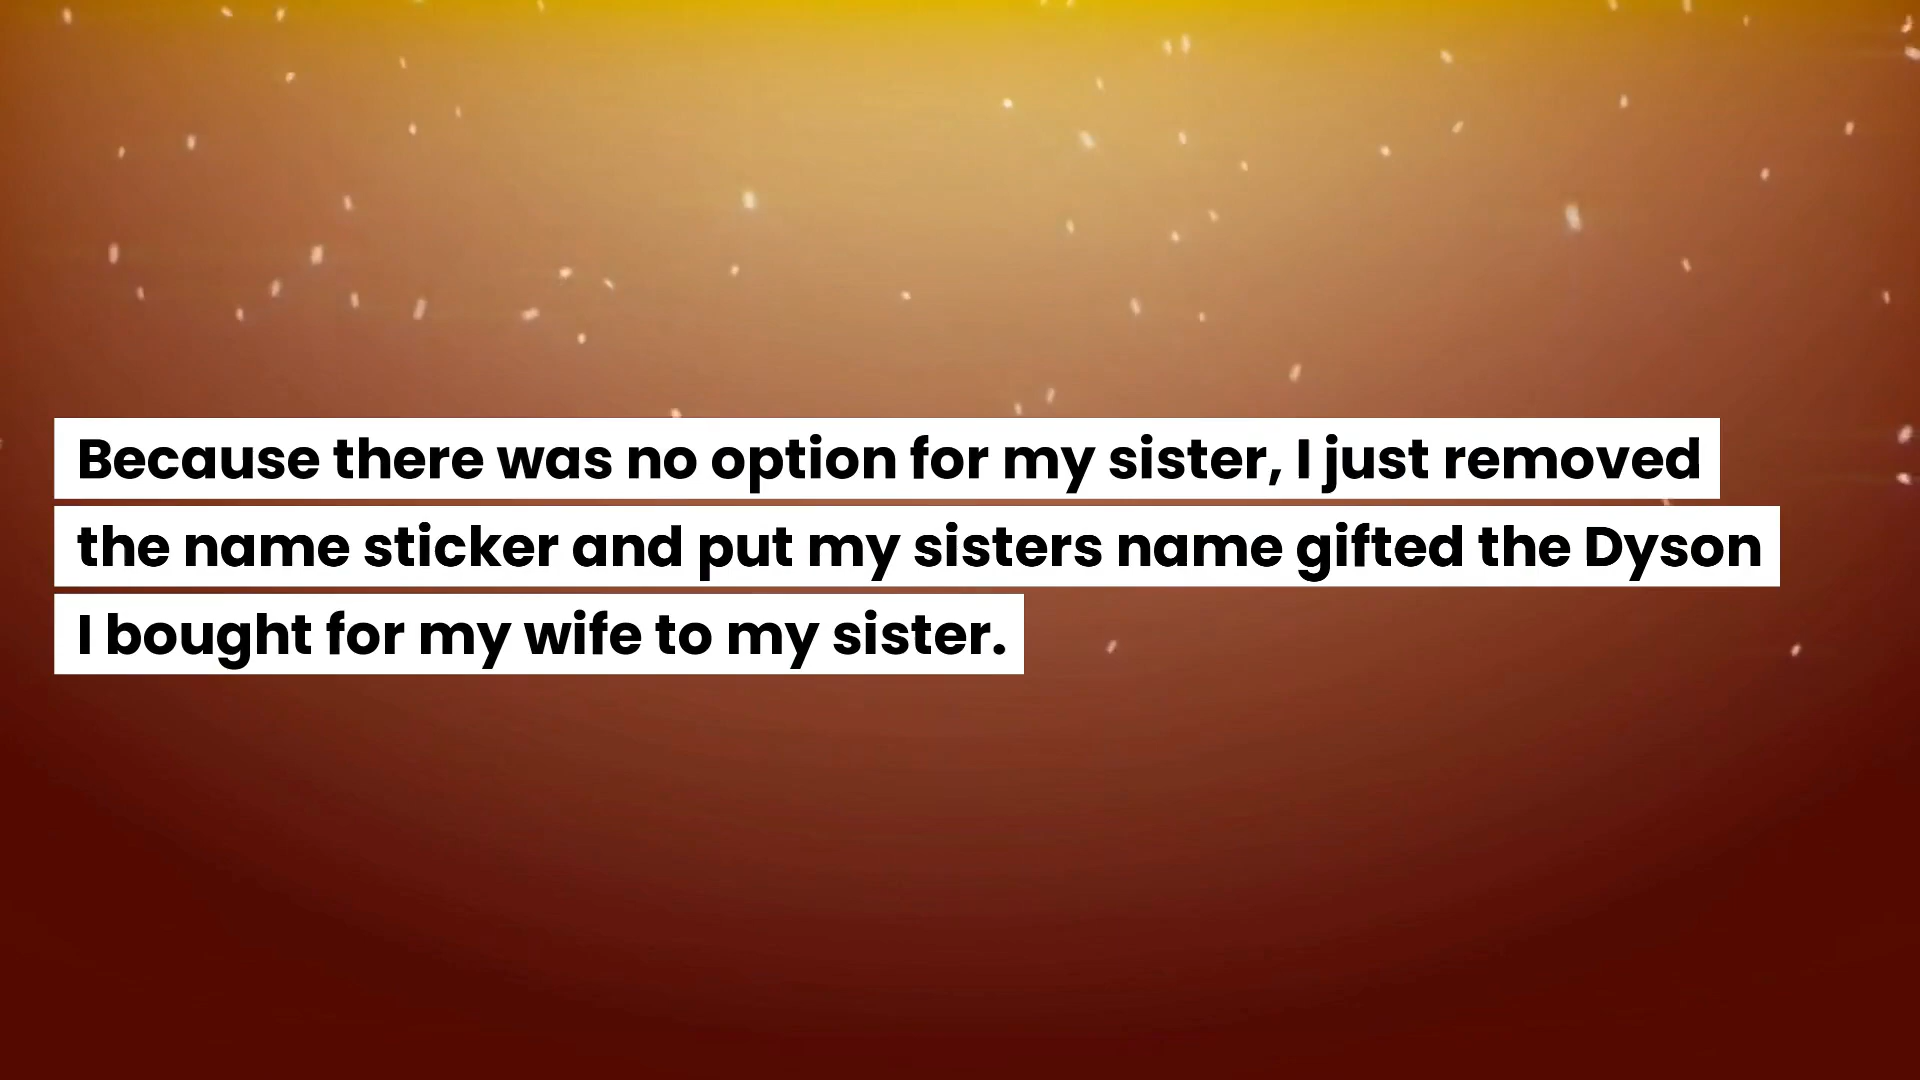 Because there was no option for my sister, I just removed
the name sticker and put my sisters name gifted the Dyson
I bought for my wife to my sister.